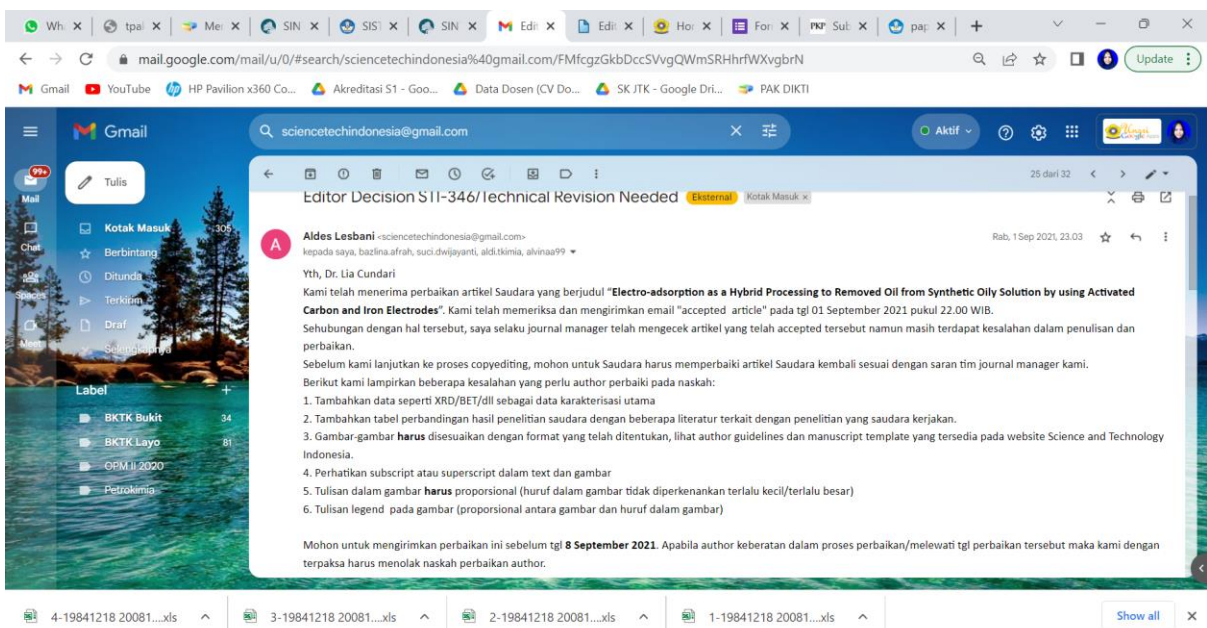 Wh
tpal
Me
SIN
SIST
SIN
Edit
Edit
Hor
For
PKP Sub
pap
mail.google.com/mail/u/0/#search/sciencetechindonesia%40gmail.com/FMfcgzGkbDccSVvgQWmSRHhrfWXvgbrN
Update
Gmail
YouTube
HP Pavilion x360 Co...
Akreditasi S1 - Goo...
Data Dosen (CV Do...
SK JTK - Google Dri...
PAK DIKTI
Gmail
sciencetechindonesia@gmail.com
Aktif
99+
Mail
Chat
Spaces
Meet
Tulis
Kotak Masuk 305
Berbintang
Ditunda
Terkirim
Draf
Selengkapnya
Label
BKTK Bukit 34
BKTK Layo 81
OPM II 2020
Petrokimia
25 dari 32
Editor Decision STI-346/Technical Revision Needed Eksternal Kotak Masuk ×
A
Aldes Lesbani <sciencetechindonesia@gmail.com> Rab, 1 Sep 2021, 23.03
kepada saya, bazlina.afrah, suci.dwijayanti, aldi.tkimia, alvinaa99
Yth, Dr. Lia Cundari
Kami telah menerima perbaikan artikel Saudara yang berjudul “Electro-adsorption as a Hybrid Processing to Removed Oil from Synthetic Oily Solution by using Activated
Carbon and Iron Electrodes”. Kami telah memeriksa dan mengirimkan email "accepted article" pada tgl 01 September 2021 pukul 22.00 WIB.
Sehubungan dengan hal tersebut, saya selaku journal manager telah mengecek artikel yang telah accepted tersebut namun masih terdapat kesalahan dalam penulisan dan
perbaikan.
Sebelum kami lanjutkan ke proses copyediting, mohon untuk Saudara harus memperbaiki artikel Saudara kembali sesuai dengan saran tim journal manager kami.
Berikut kami lampirkan beberapa kesalahan yang perlu author perbaiki pada naskah:
1. Tambahkan data seperti XRD/BET/dll sebagai data karakterisasi utama
2. Tambahkan tabel perbandingan hasil penelitian saudara dengan beberapa literatur terkait dengan penelitian yang saudara kerjakan.
3. Gambar-gambar harus disesuaikan dengan format yang telah ditentukan, lihat author guidelines dan manuscript template yang tersedia pada website Science and Technology
Indonesia.
4. Perhatikan subscript atau superscript dalam text dan gambar
5. Tulisan dalam gambar harus proporsional (huruf dalam gambar tidak diperkenankan terlalu kecil/terlalu besar)
6. Tulisan legend pada gambar (proporsional antara gambar dan huruf dalam gambar)
Mohon untuk mengirimkan perbaikan ini sebelum tgl 8 September 2021. Apabila author keberatan dalam proses perbaikan/melewati tgl perbaikan tersebut maka kami dengan
terpaksa harus menolak naskah perbaikan author.
4-19841218 20081....xls
3-19841218 20081....xls
2-19841218 20081....xls
1-19841218 20081....xls
Show all